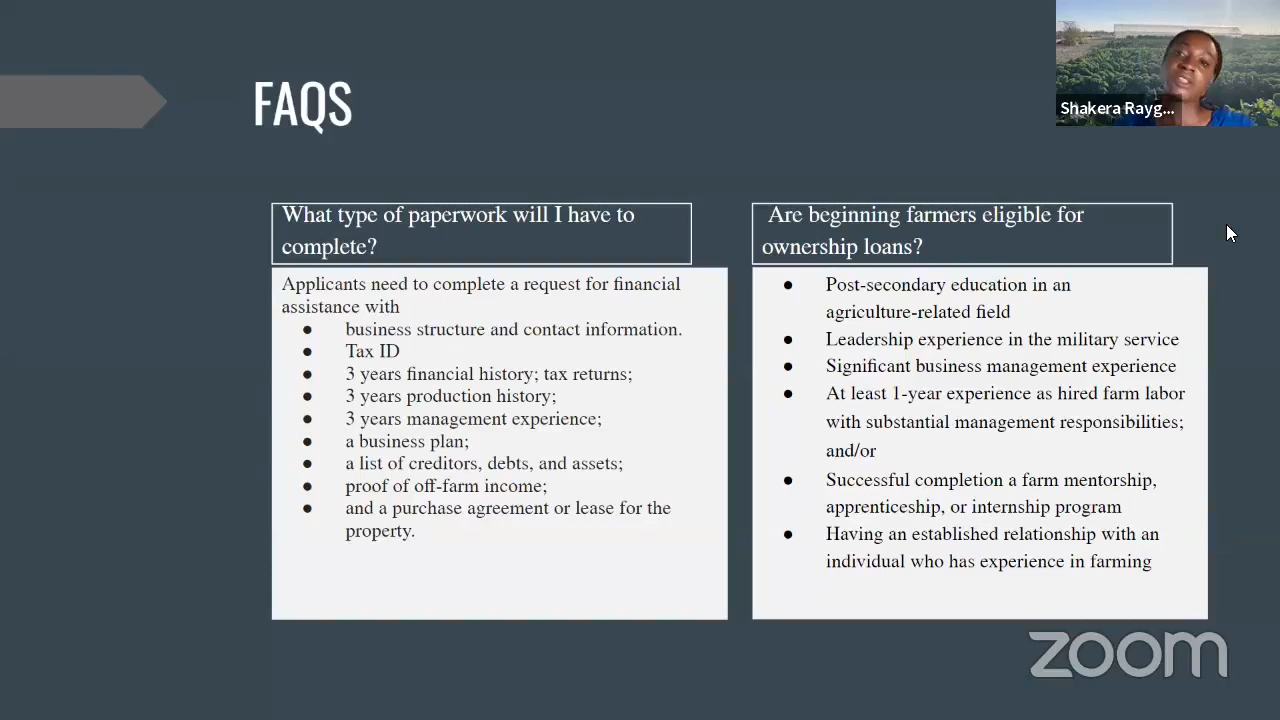 FAQS
Shakera Rayg...
What type of paperwork will I have to
complete?
Applicants need to complete a request for financial
assistance with
● business structure and contact information.
● Tax ID
● 3 years financial history; tax returns;
● 3 years production history;
● 3 years management experience;
● a business plan;
● a list of creditors, debts, and assets;
● proof of off-farm income;
● and a purchase agreement or lease for the
property.
Are beginning farmers eligible for
ownership loans?
● Post-secondary education in an
agriculture-related field
● Leadership experience in the military service
● Significant business management experience
● At least 1-year experience as hired farm labor
with substantial management responsibilities;
and/or
● Successful completion a farm mentorship,
apprenticeship, or internship program
● Having an established relationship with an
individual who has experience in farming
zoom